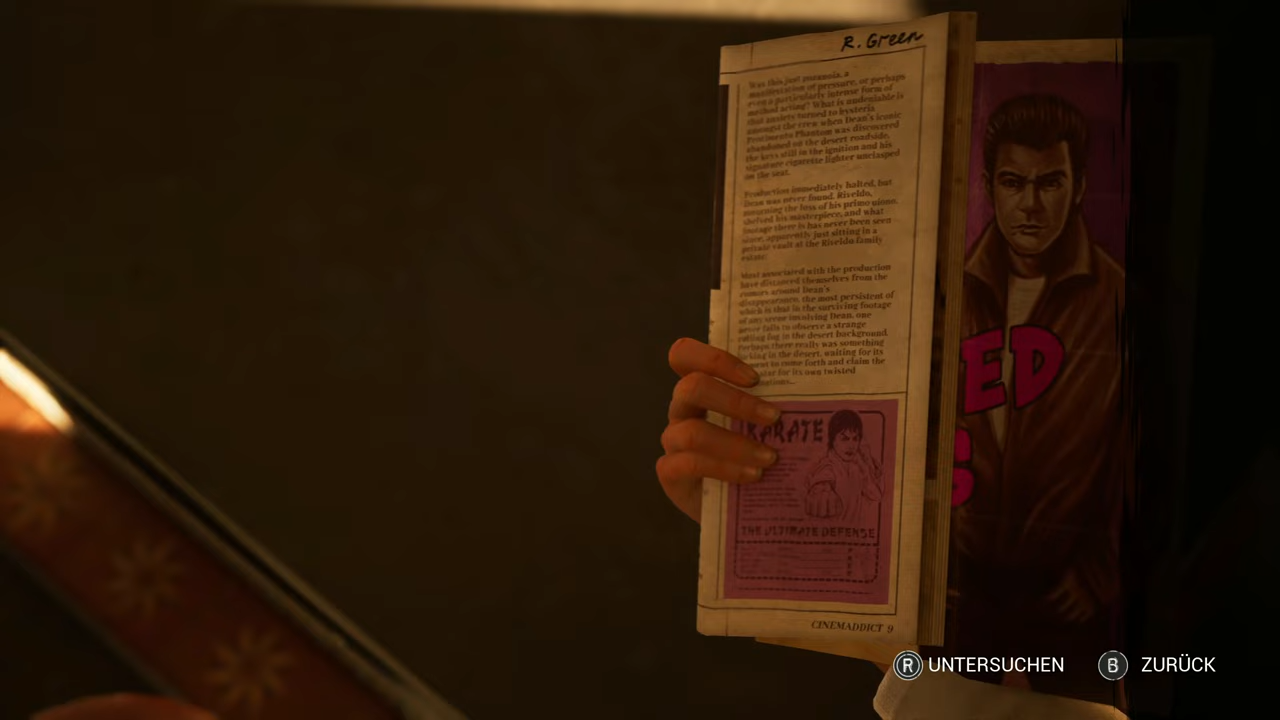 R. Green
Was this just paranoia, a
manifestation of pressure, or perhaps
even a particularly intense form of
method acting? What is undeniable is
that anxiety turned to hysteria
amongst the crew when Dean's iconic
Phantom was discovered
abandoned on the desert roadside,
the keys still in the ignition and his
signature cigarette lighter unclasped
on the seat.
Production immediately halted, but
Dean was never found. Riveldo,
mourning the loss of his primo uomo,
shelved his masterpiece, and what
footage there is has never been seen
since, apparently just sitting in a
private vault at the Riveldo family
estate.
Most associated with the production
have distanced themselves from the
rumors around Dean's
disappearance, the most persistent of
which is that in the surviving footage
of any scene involving Dean, one
never fails to observe a strange
rolling fog in the desert background.
Perhaps there really was something
lurking in the desert, waiting for its
to come forth and claim the
for its own twisted
KARATE
THE ULTIMATE DEFENSE
CINEMADDICT 9
ED
S
R UNTERSUCHEN
B ZURÜCK